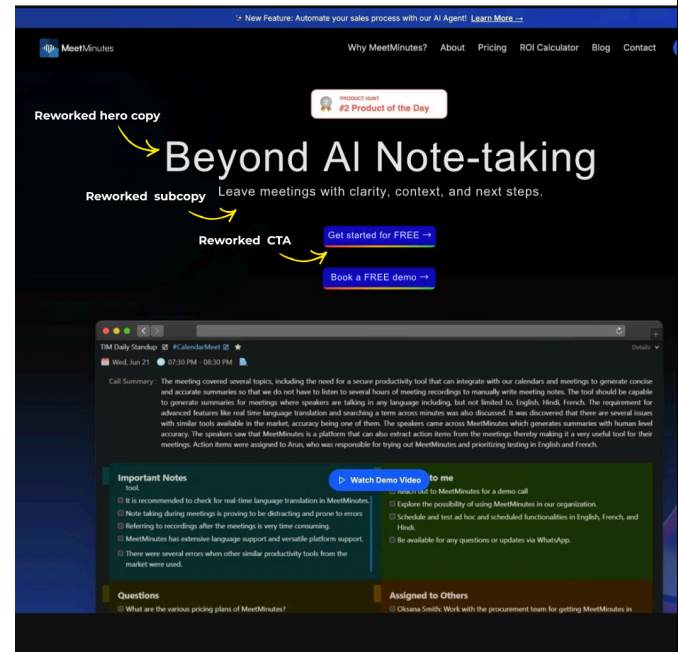 ✨ New Feature: Automate your sales process with our AI Agent! Learn More →
MeetMinutes
Why MeetMinutes? About Pricing ROI Calculator Blog Contact
PRODUCT HUNT
#2 Product of the Day
Reworked hero copy
Beyond AI Note-taking
Leave meetings with clarity, context, and next steps.
Reworked subcopy
Reworked CTA
Get started for FREE →
Book a FREE demo →
TIM Daily Standup #CalendarMeet
Details
Wed, Jun 21 07:30 PM - 08:30 PM
Call Summary : The meeting covered several topics, including the need for a secure productivity tool that can integrate with our calendars and meetings to generate concise
and accurate summaries so that we do not have to listen to several hours of meeting recordings to manually write meeting notes. The tool should be capable
to generate summaries for meetings where speakers are talking in any language including, but not limited to, English, Hindi, French. The requirement for
advanced features like real time language translation and searching a term across minutes was also discussed. It was discovered that there are several issues
with similar tools available in the market, accuracy being one of them. The speakers came across MeetMinutes which generates summaries with human level
accuracy. The speakers saw that MeetMinutes is a platform that can also extract action items from the meetings thereby making it a very useful tool for their
meetings. Action items were assigned to Arun, who was responsible for trying out MeetMinutes and prioritizing testing in English and French.
Important Notes
tool.
It is recommended to check for real-time language translation in MeetMinutes.
Note taking during meetings is proving to be distracting and prone to errors
Referring to recordings after the meetings is very time consuming.
MeetMinutes has extensive language support and versatile platform support.
There were several errors when other similar productivity tools from the
market were used.
Watch Demo Video
to me
Reach out to MeetMinutes for a demo call
Explore the possibility of using MeetMinutes in our organization.
Schedule and test ad hoc and scheduled functionalities in English, French, and
Hindi.
Be available for any questions or updates via WhatsApp.
Questions
What are the various pricing plans of MeetMinutes?
Assigned to Others
Oksana Smith: Work with the procurement team for getting MeetMinutes in